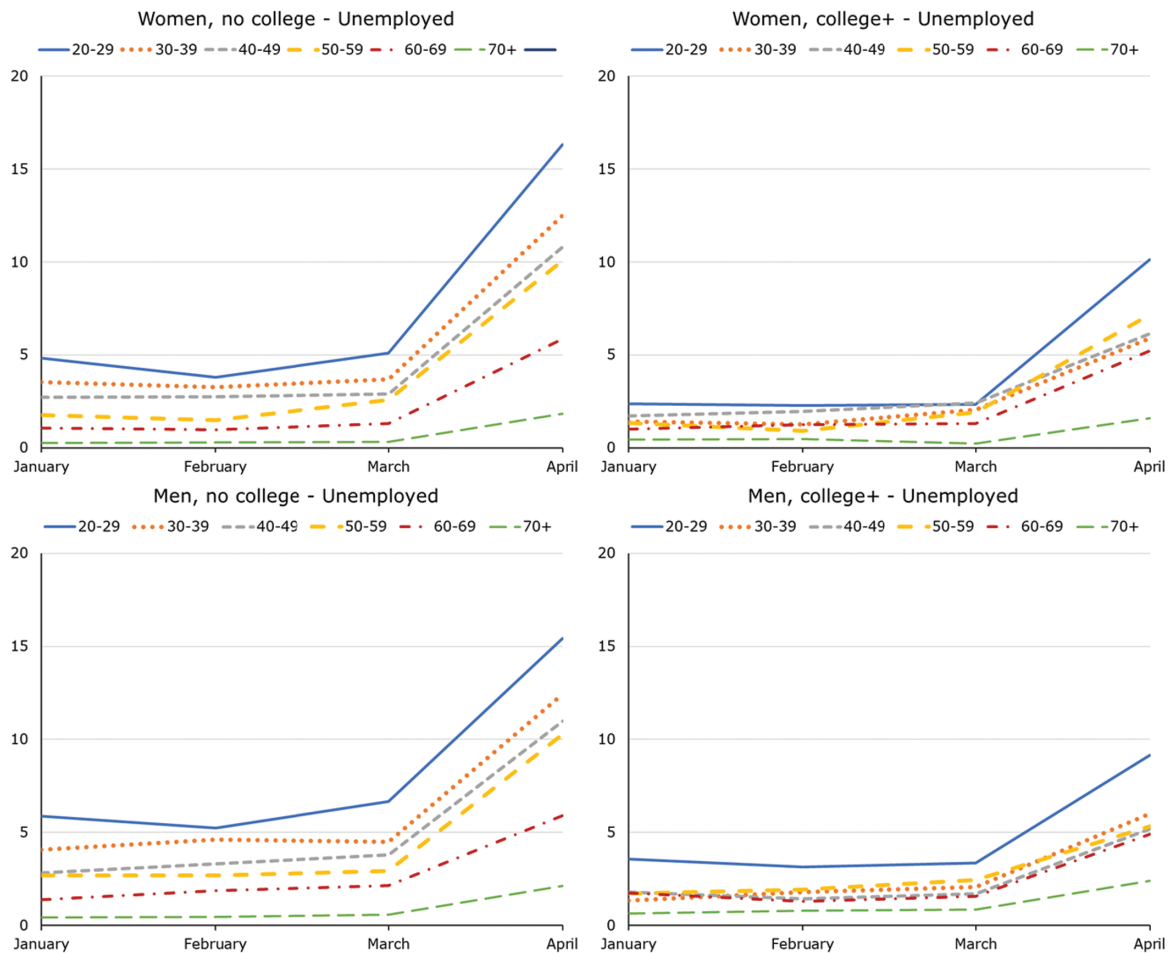 Women, no college - Unemployed
20-29 30-39 40-49 50-59 60-69 70+
20
15
10
5
0
January February March April
Women, college+ - Unemployed
20-29 30-39 40-49 50-59 60-69 70+
20
15
10
5
0
January February March April
Men, no college - Unemployed
20-29 30-39 40-49 50-59 60-69 70+
20
15
10
5
0
January February March April
Men, college+ - Unemployed
20-29 30-39 40-49 50-59 60-69 70+
20
15
10
5
0
January February March April